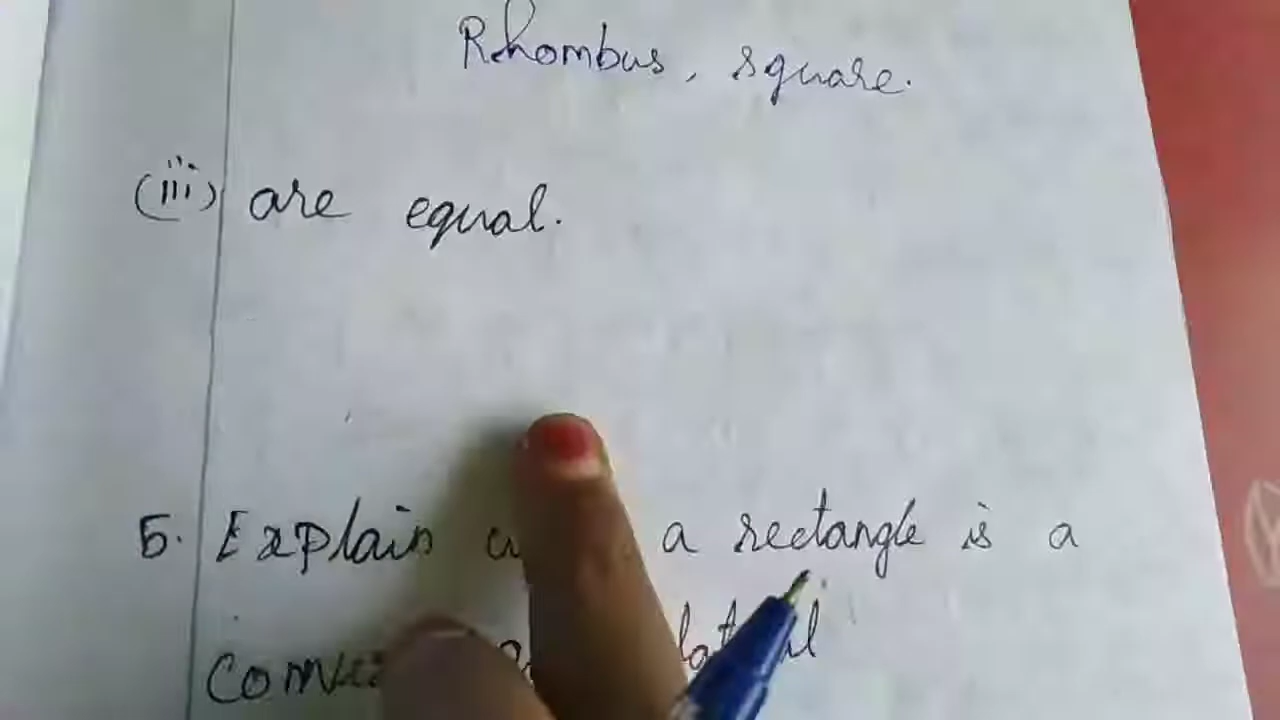 Rhombus, square.
(iii) are equal.
5. Explain a rectangle is a